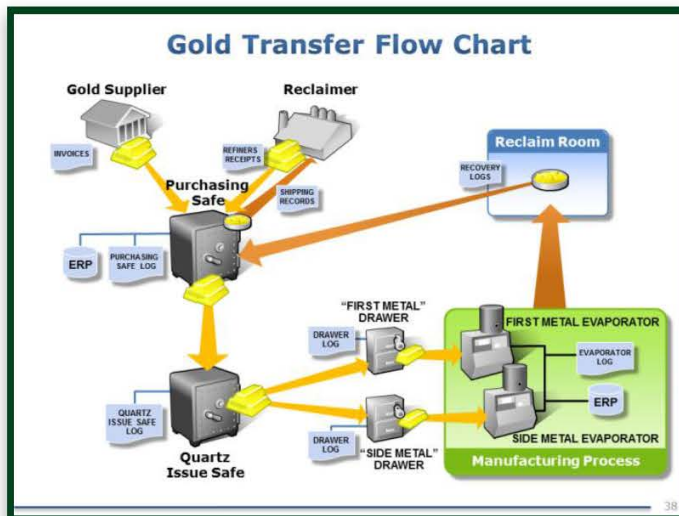 Gold Transfer Flow Chart
Gold Supplier
Reclaimer
INVOICES
REFINERS
RECEIPTS
Reclaim Room
RECOVERY
LOGS
Purchasing
Safe
SHIPPING
RECORDS
ERP
PURCHASING
SAFE LOG
"FIRST METAL"
DRAWER
DRAWER
LOG
FIRST METAL EVAPORATOR
EVAPORATOR
LOG
QUARTZ
ISSUE SAFE
LOG
ERP
DRAWER
LOG
"SIDE METAL"
DRAWER
SIDE METAL EVAPORATOR
Quartz
Issue Safe
Manufacturing Process
38